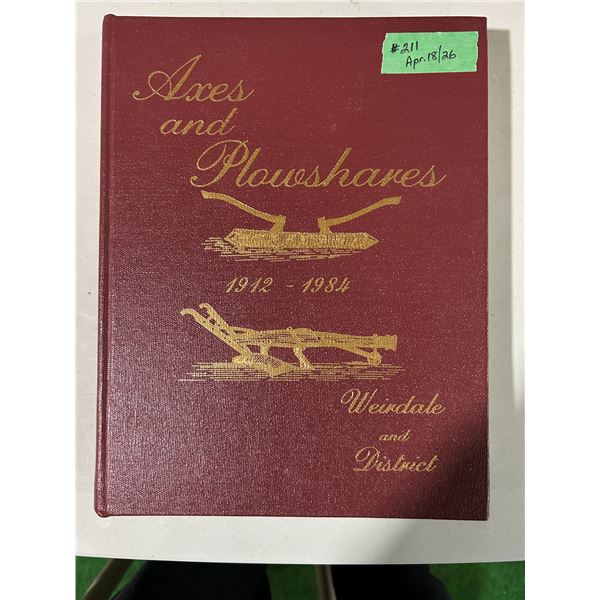 #211
Apr.18/26
Axes
and
Plowshares
1912 - 1984
Weirdale
and
District